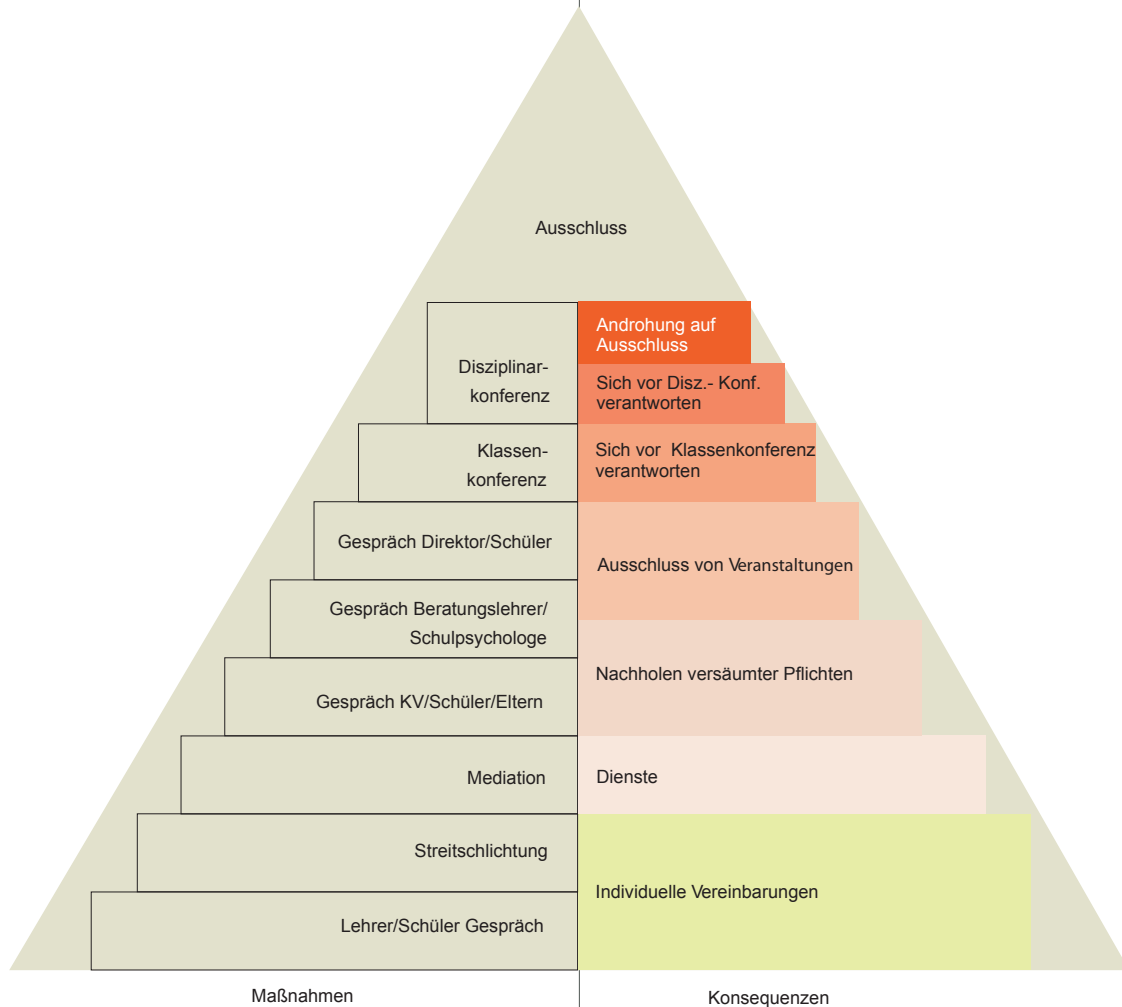 Ausschluss
Disziplinar-
konferenz
Klassen-
konferenz
Gespräch Direktor/Schüler
Gespräch Beratungslehrer/
Schulpsychologe
Gespräch KV/Schüler/Eltern
Mediation
Streitschlichtung
Lehrer/Schüler Gespräch
Maßnahmen
Androhung auf
Ausschluss
Sich vor Disz.- Konf.
verantworten
Sich vor Klassenkonferenz
verantworten
Ausschluss von Veranstaltungen
Nachholen versäumter Pflichten
Dienste
Individuelle Vereinbarungen
Konsequenzen